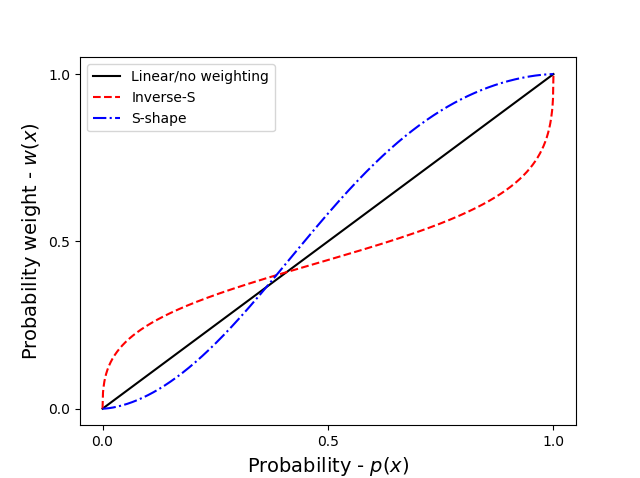 Linear/no weighting
Inverse-S
S-shape
Probability weight - w(x)
1.0
0.5
0.0
0.0 0.5 1.0
Probability - p(x)